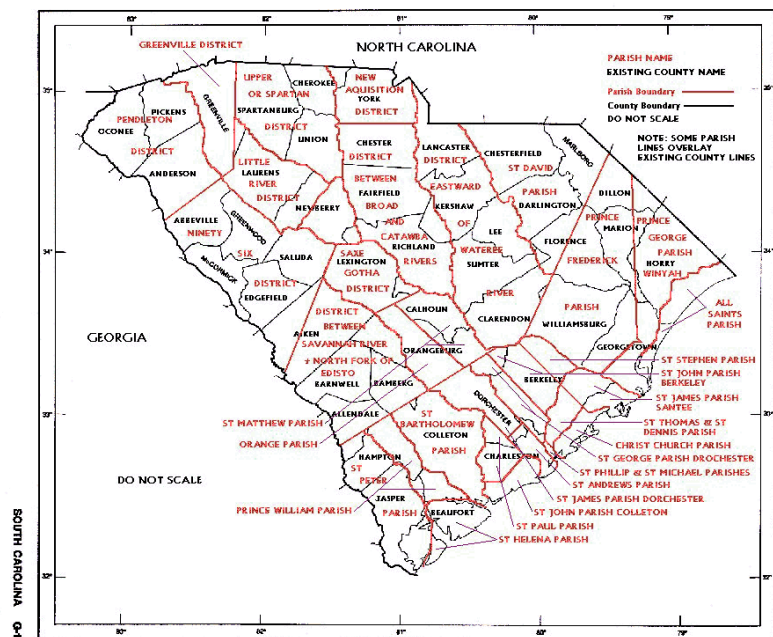 GREENVILLE DISTRICT
NORTH CAROLINA
PARISH NAME
EXISTING COUNTY NAME
Parish Boundary
County Boundary
DO NOT SCALE
NOTE: SOME PARISH
LINES OVERLAY
EXISTING COUNTY LINES
UPPER
OR SPARTAN
DISTRICT
CHEROKEE
SPARTANBURG
UNION
NEW
AQUISITION
YORK
DISTRICT
PICKENS
OCONEE
PENDLETON
DISTRICT
ANDERSON
GREENVILLE
LITTLE
LAURENS
RIVER
DISTRICT
NEWBERRY
CHESTER
DISTRICT
BETWEEN
FAIRFIELD
BROAD
AND
CATAWBA
RICHLAND
RIVERS
LANCASTER
DISTRICT
EASTWARD
KERSHAW
OF
LEE
WATEREE
SUMTER
RIVER
CLARENDON
CHESTERFIELD
ST DAVID
PARISH
DARLINGTON
MARLBORO
DILLON
PRINCE
MARION
FLORENCE
FREDERICK
PARISH
WILLIAMSBURG
PRINCE
GEORGE
PARISH
HORRY
WINYAH
GEORGETOWN
ALL
SAINTS
PARISH
ABBEVILLE
NINETY
GREENWOOD
SIX
McCORMICK
SALUDA
DISTRICT
EDGEFIELD
SAXE
LEXINGTON
GOTHA
DISTRICT
CALHOUN
ORANGEBURG
DISTRICT
BETWEEN
AIKEN
SAVANNAH RIVER
+ NORTH FORK OF
EDISTO
BARNWELL
BAMBERG
ALLENDALE
GEORGIA
ST MATTHEW PARISH
ORANGE PARISH
ST
BARTHOLOMEW
COLLETON
PARISH
DORCHESTER
BERKELEY
CHARLESTON
HAMPTON
ST
PETER
JASPER
PARISH
BEAUFORT
PRINCE WILLIAM PARISH
ST STEPHEN PARISH
ST JOHN PARISH
BERKELEY
ST JAMES PARISH
SANTEE
ST THOMAS & ST
DENNIS PARISH
CHRIST CHURCH PARISH
ST GEORGE PARISH DROCHESTER
ST PHILLIP & ST MICHAEL PARISHES
ST ANDREWS PARISH
ST JAMES PARISH DORCHESTER
ST JOHN PARISH COLLETON
ST PAUL PARISH
ST HELENA PARISH
DO NOT SCALE
83°
82°
81°
80°
79°
35°
34°
33°
32°
SOUTH CAROLINA